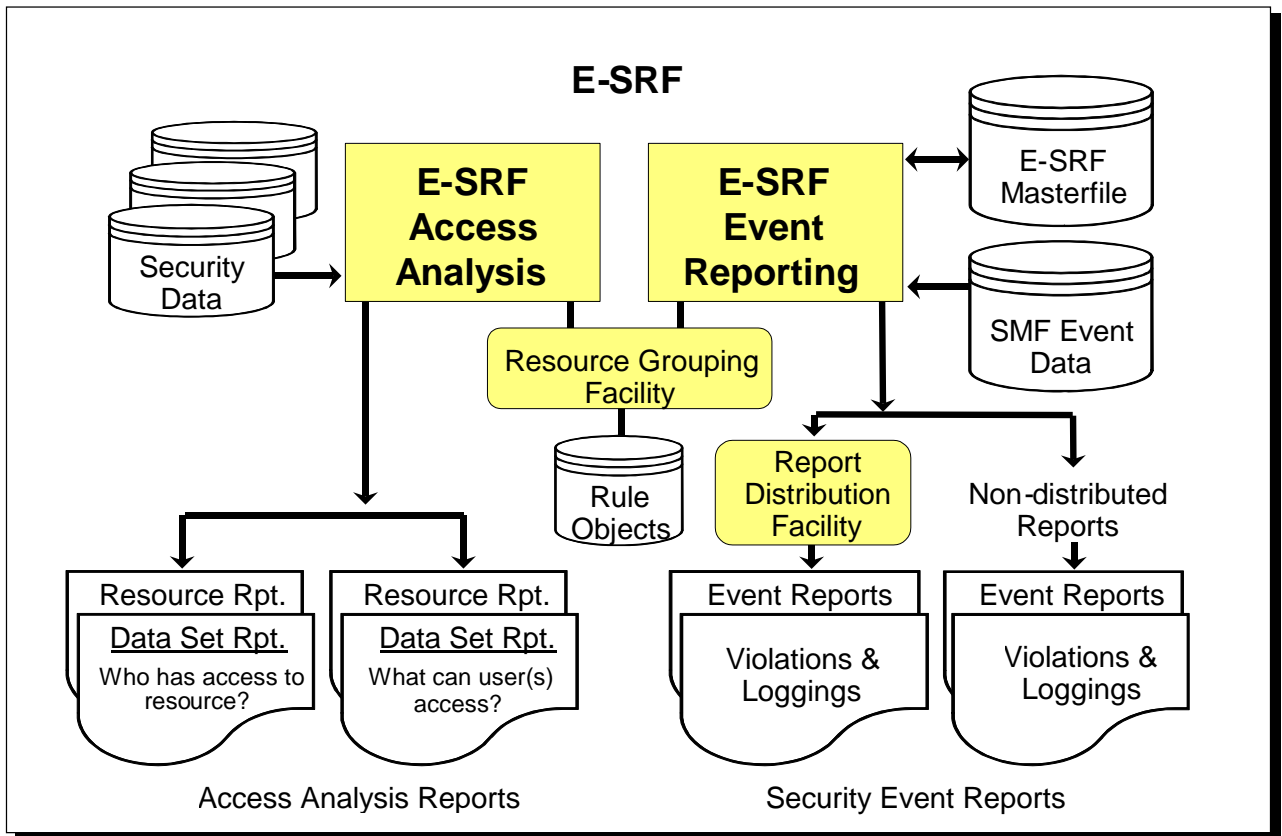 E-SRF
E-SRF
Access
Analysis
E-SRF
Event
Reporting
E-SRF
Masterfile
Security
Data
SMF Event
Data
Resource Grouping
Facility
Rule
Objects
Report
Distribution
Facility
Non-distributed
Reports
Resource Rpt.
Data Set Rpt.
Who has access to
resource?
Resource Rpt.
Data Set Rpt.
What can user(s)
access?
Event Reports
Violations &
Loggings
Event Reports
Violations &
Loggings
Access Analysis Reports
Security Event Reports